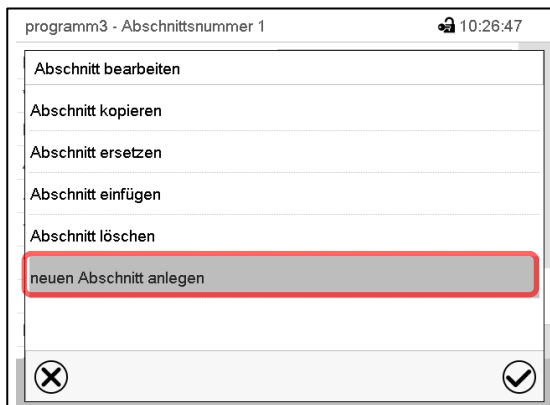 programm3 - Abschnittsnummer 1 10:26:47
Abschnitt bearbeiten
Abschnitt kopieren
Abschnitt ersetzen
Abschnitt einfügen
Abschnitt löschen
neuen Abschnitt anlegen